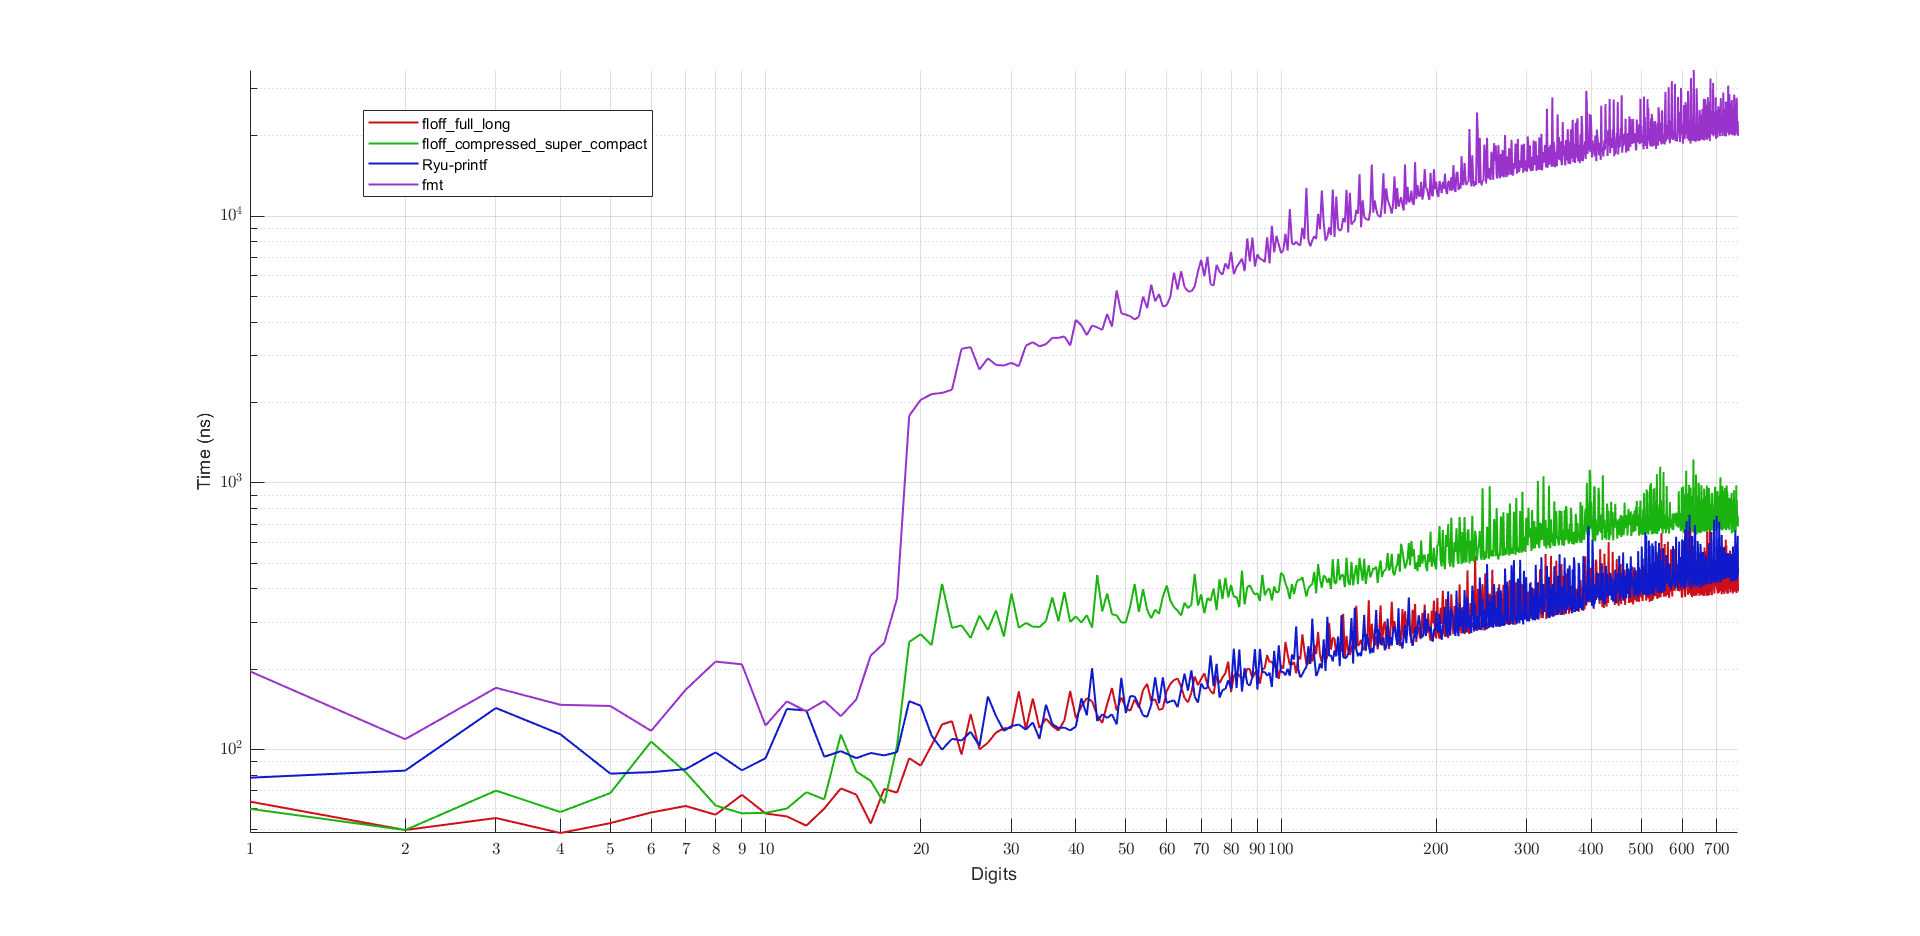 floff_full_long
floff_compressed_super_compact
Ryu-printf
fmt
10^4
10^3
10^2
Time (ns)
1 2 3 4 5 6 7 8 9 10 20 30 40 50 60 70 80 90 100 200 300 400 500 600 700
Digits